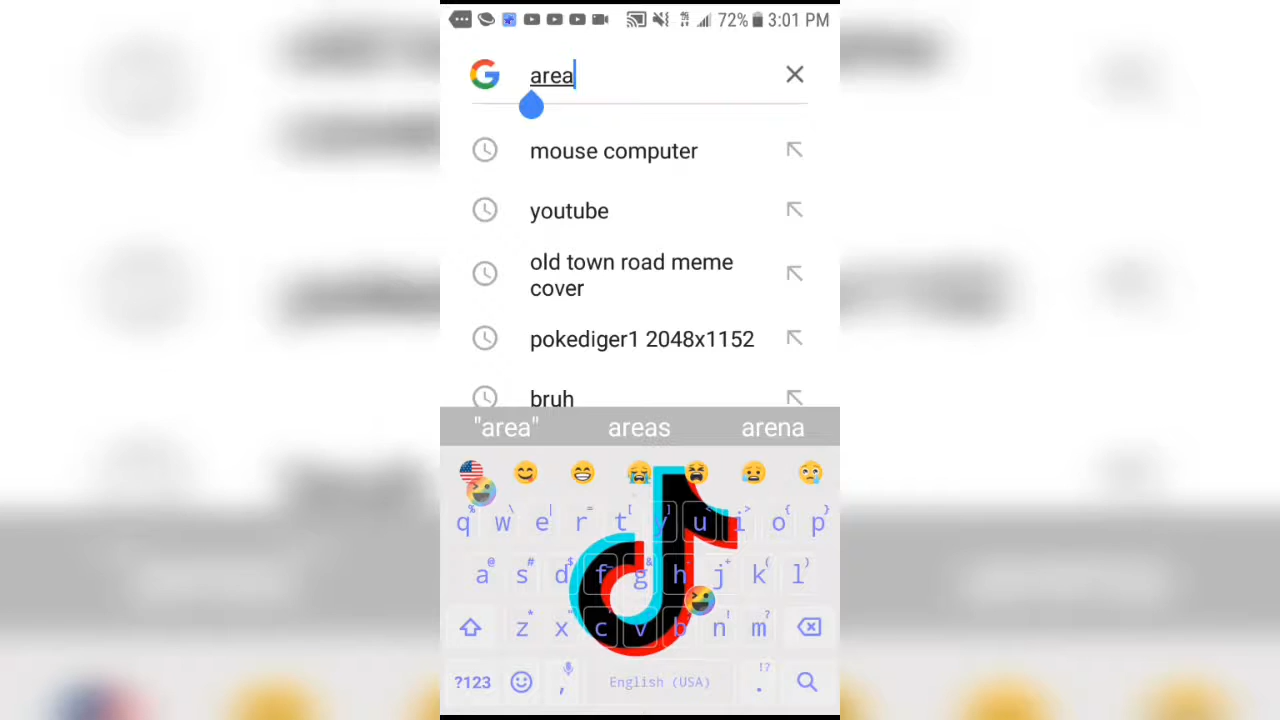 72% 3:01 PM
area
mouse computer
youtube
old town road meme
cover
pokediger1 2048x1152
bruh
"area" areas arena
% \ | = [ ] < > { }
q w e r t y u i o p
@ # $ & + ( )
a s d f g h j k l
* " ' ! ?
z x c v b n m
?123 , English (USA) . !?